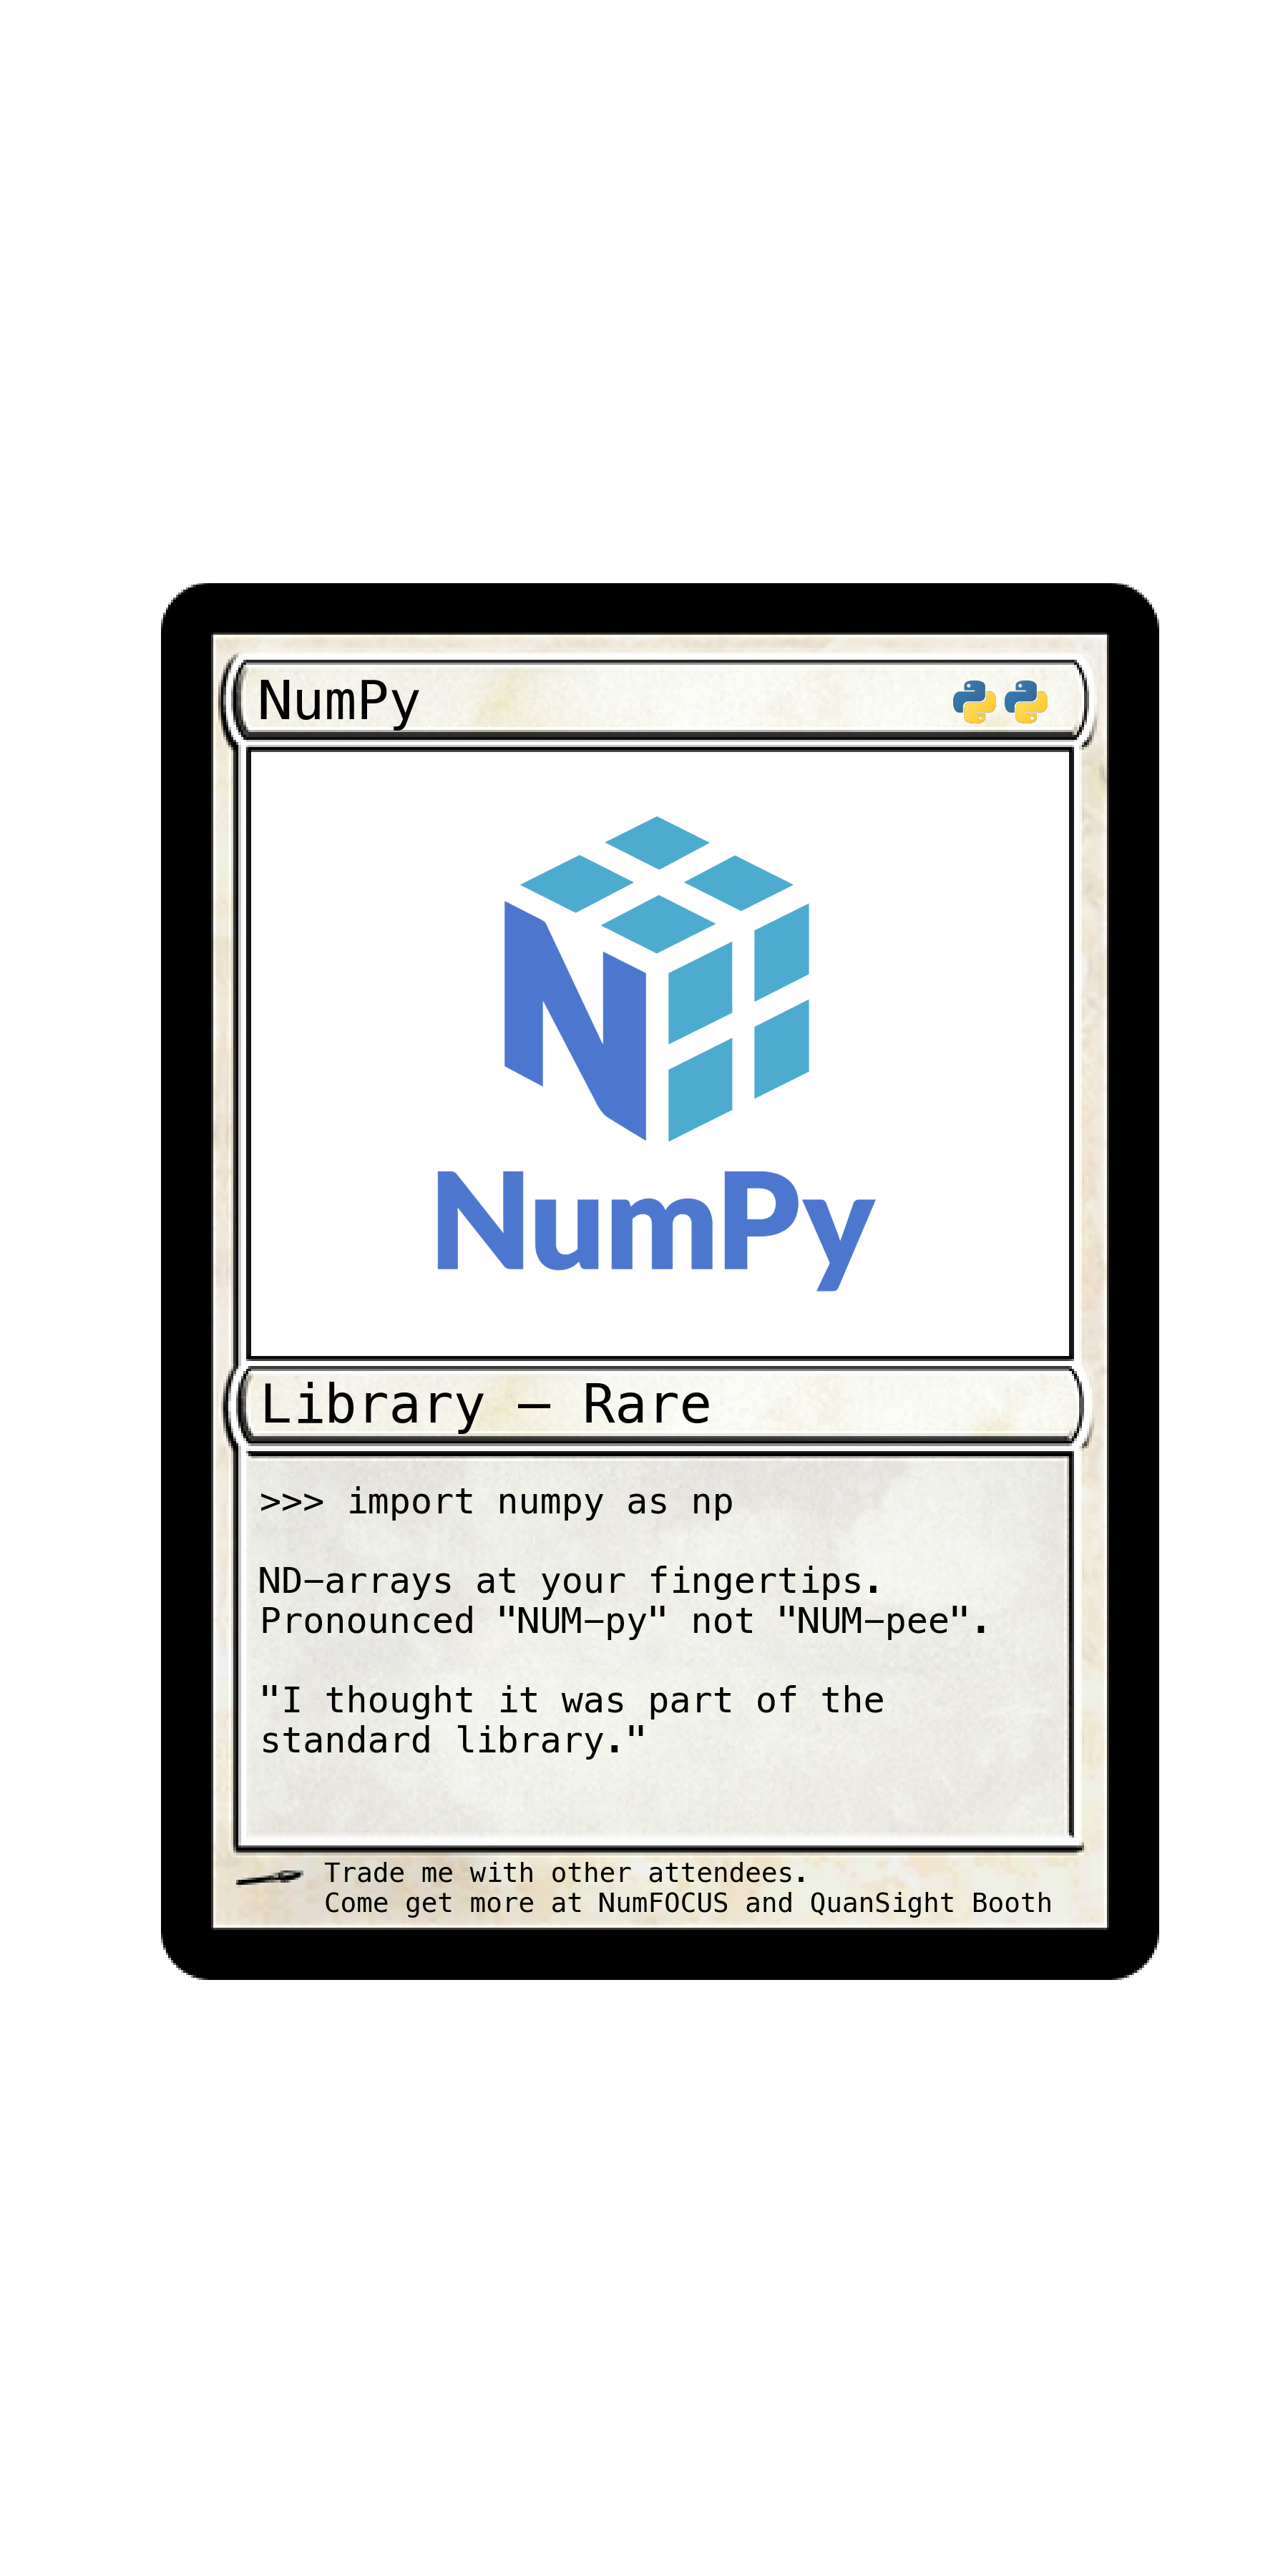 NumPy
NumPy
Library – Rare
>>> import numpy as np
ND-arrays at your fingertips.
Pronounced "NUM-py" not "NUM-pee".
"I thought it was part of the
standard library."
Trade me with other attendees.
Come get more at NumFOCUS and QuanSight Booth